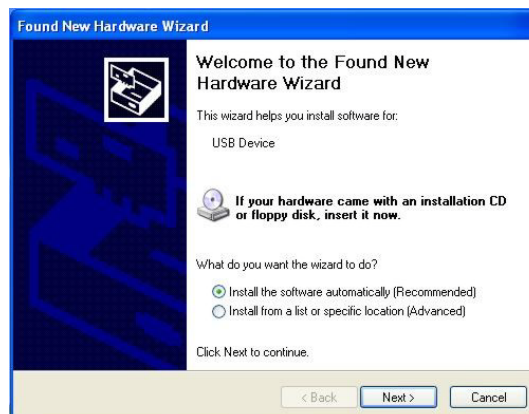 Found New Hardware Wizard
Welcome to the Found New
Hardware Wizard
This wizard helps you install software for:
USB Device
If your hardware came with an installation CD
or floppy disk, insert it now.
What do you want the wizard to do?
Install the software automatically (Recommended)
Install from a list or specific location (Advanced)
Click Next to continue.
< Back
Next >
Cancel